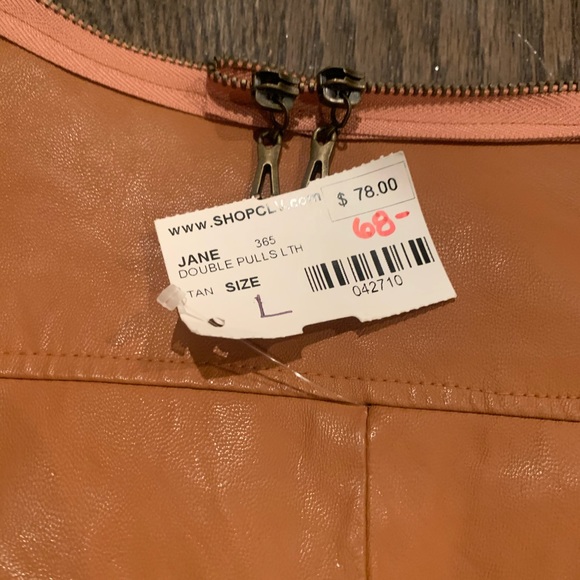 www.SHOPCLU.com
$ 78.00
68-
JANE 365
DOUBLE PULLS LTH
TAN SIZE
L
042710